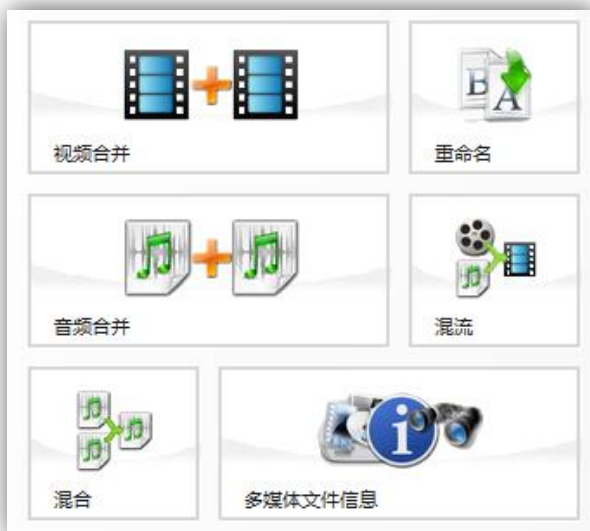 视频合并
重命名
音频合并
混流
混合
多媒体文件信息